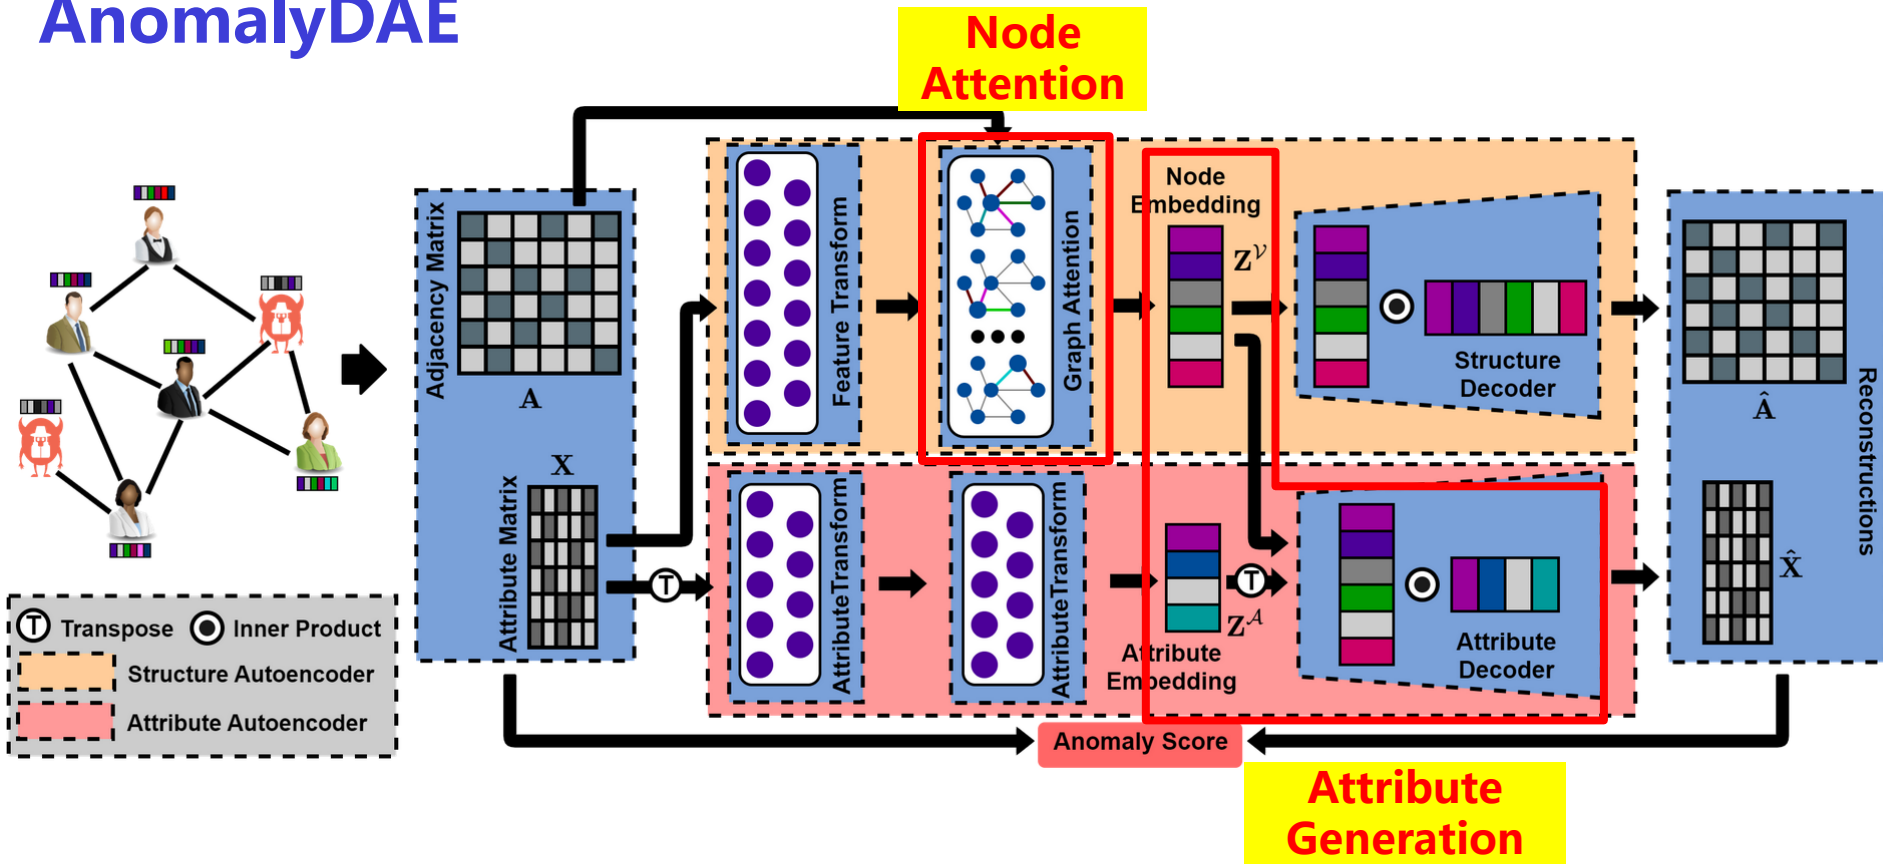 AnomalyDAE
Node
Attention
Adjacency Matrix
A
X
Attribute Matrix
Feature Transform
Graph Attention
Node
Embedding
Z^𝒱
Structure
Decoder
Â
Reconstructions
X̂
T
AttributeTransform
AttributeTransform
T
Z^𝒜
Attribute
Embedding
Attribute
Decoder
T Transpose
Inner Product
Structure Autoencoder
Attribute Autoencoder
Anomaly Score
Attribute
Generation